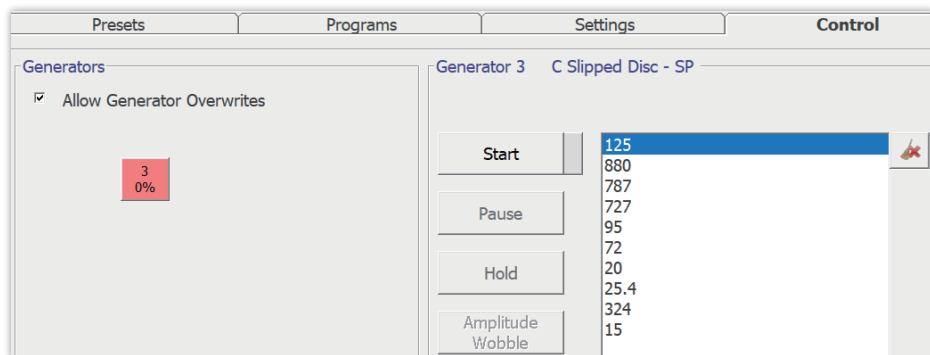 Presets Programs Settings Control
Generators
Allow Generator Overwrites
3
0%
Generator 3 C Slipped Disc - SP
Start
Pause
Hold
Amplitude
Wobble
125
880
787
727
95
72
20
25.4
324
15